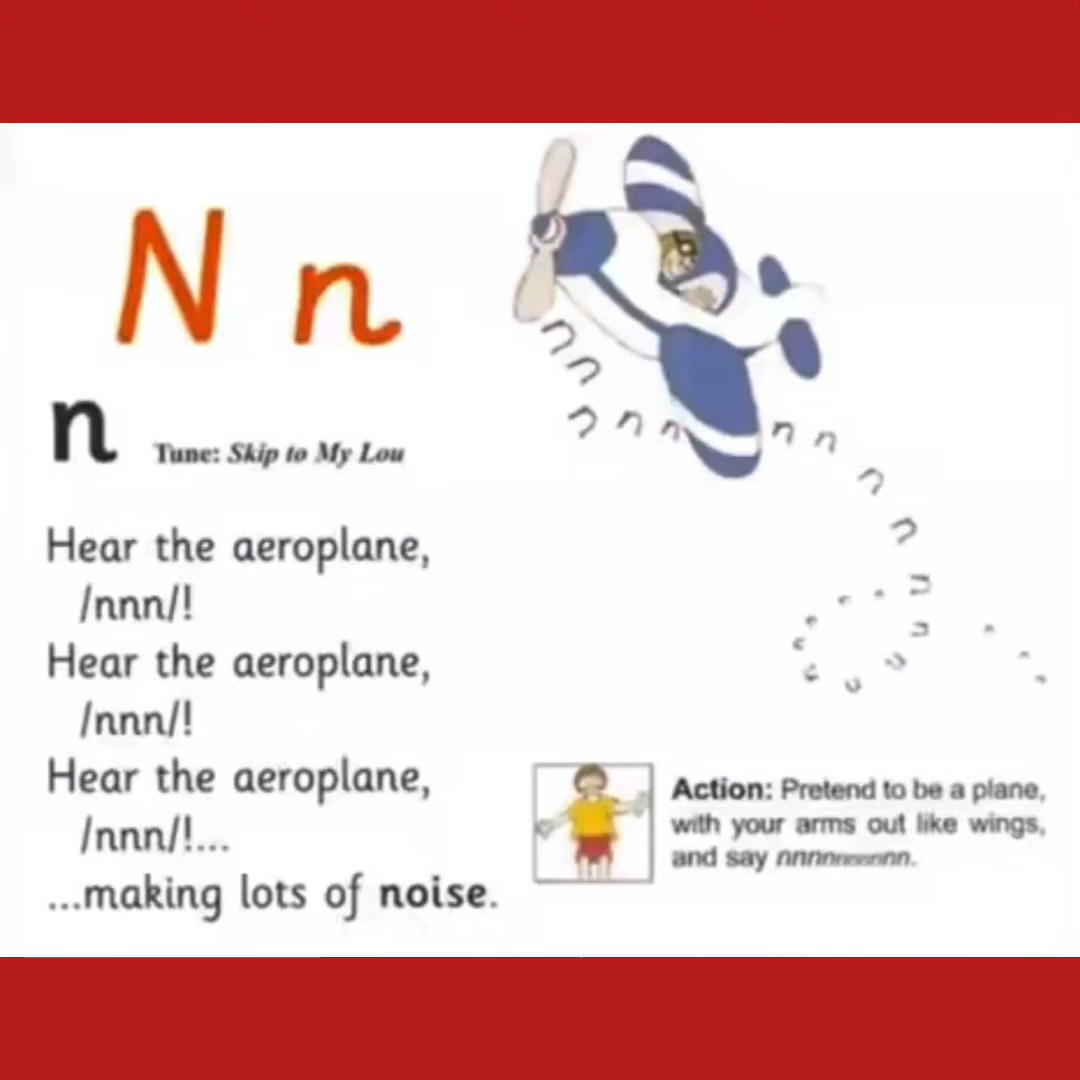 N n
n Tune: Skip to My Lou
Hear the aeroplane,
/nnn/!
Hear the aeroplane,
/nnn/!
Hear the aeroplane,
/nnn/!...
...making lots of noise.
n
n
n n n n n
n
n
n
n
n
Action: Pretend to be a plane,
with your arms out like wings,
and say nnnnnnnnnn.